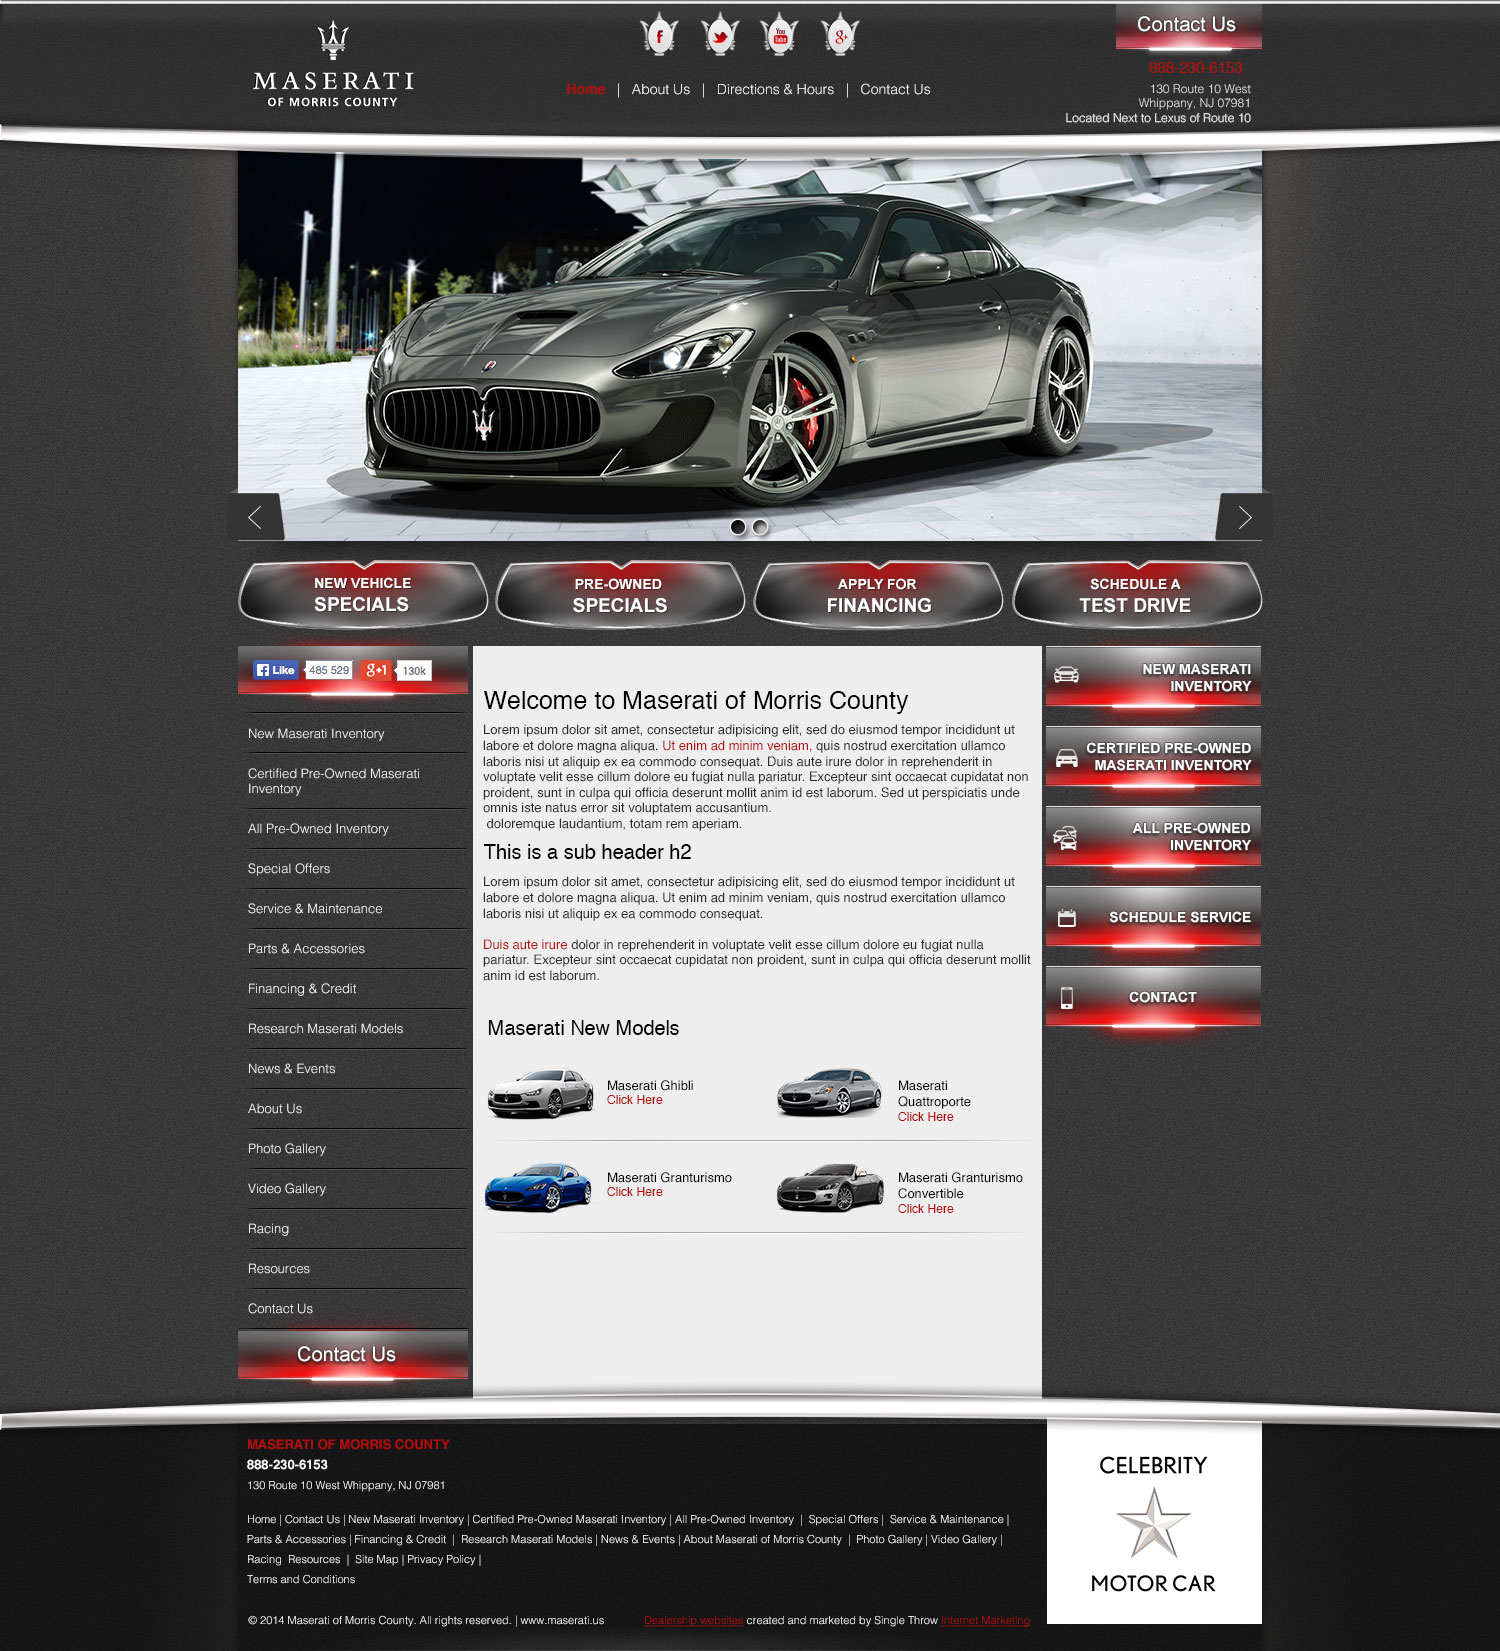 MASERATI
OF MORRIS COUNTY
f
You
Tube
g+
Home | About Us | Directions & Hours | Contact Us
Contact Us
888-230-6153
130 Route 10 West
Whippany, NJ 07981
Located Next to Lexus of Route 10
NEW VEHICLE
SPECIALS
PRE-OWNED
SPECIALS
APPLY FOR
FINANCING
SCHEDULE A
TEST DRIVE
Like 485 529 g+1 130k
New Maserati Inventory
Certified Pre-Owned Maserati
Inventory
All Pre-Owned Inventory
Special Offers
Service & Maintenance
Parts & Accessories
Financing & Credit
Research Maserati Models
News & Events
About Us
Photo Gallery
Video Gallery
Racing
Resources
Contact Us
Contact Us
Welcome to Maserati of Morris County
Lorem ipsum dolor sit amet, consectetur adipisicing elit, sed do eiusmod tempor incididunt ut
labore et dolore magna aliqua. Ut enim ad minim veniam, quis nostrud exercitation ullamco
laboris nisi ut aliquip ex ea commodo consequat. Duis aute irure dolor in reprehenderit in
voluptate velit esse cillum dolore eu fugiat nulla pariatur. Excepteur sint occaecat cupidatat non
proident, sunt in culpa qui officia deserunt mollit anim id est laborum. Sed ut perspiciatis unde
omnis iste natus error sit voluptatem accusantium.
doloremque laudantium, totam rem aperiam.
This is a sub header h2
Lorem ipsum dolor sit amet, consectetur adipisicing elit, sed do eiusmod tempor incididunt ut
labore et dolore magna aliqua. Ut enim ad minim veniam, quis nostrud exercitation ullamco
laboris nisi ut aliquip ex ea commodo consequat.
Duis aute irure dolor in reprehenderit in voluptate velit esse cillum dolore eu fugiat nulla
pariatur. Excepteur sint occaecat cupidatat non proident, sunt in culpa qui officia deserunt mollit
anim id est laborum.
Maserati New Models
Maserati Ghibli
Click Here
Maserati
Quattroporte
Click Here
Maserati Granturismo
Click Here
Maserati Granturismo
Convertible
Click Here
NEW MASERATI
INVENTORY
CERTIFIED PRE-OWNED
MASERATI INVENTORY
ALL PRE-OWNED
INVENTORY
SCHEDULE SERVICE
CONTACT
MASERATI OF MORRIS COUNTY
888-230-6153
130 Route 10 West Whippany, NJ 07981
Home | Contact Us | New Maserati Inventory | Certified Pre-Owned Maserati Inventory | All Pre-Owned Inventory | Special Offers | Service & Maintenance |
Parts & Accessories | Financing & Credit | Research Maserati Models | News & Events | About Maserati of Morris County | Photo Gallery | Video Gallery |
Racing Resources | Site Map | Privacy Policy |
Terms and Conditions
© 2014 Maserati of Morris County. All rights reserved. | www.maserati.us
Dealership websites created and marketed by Single Throw Internet Marketing
CELEBRITY
MOTOR CAR